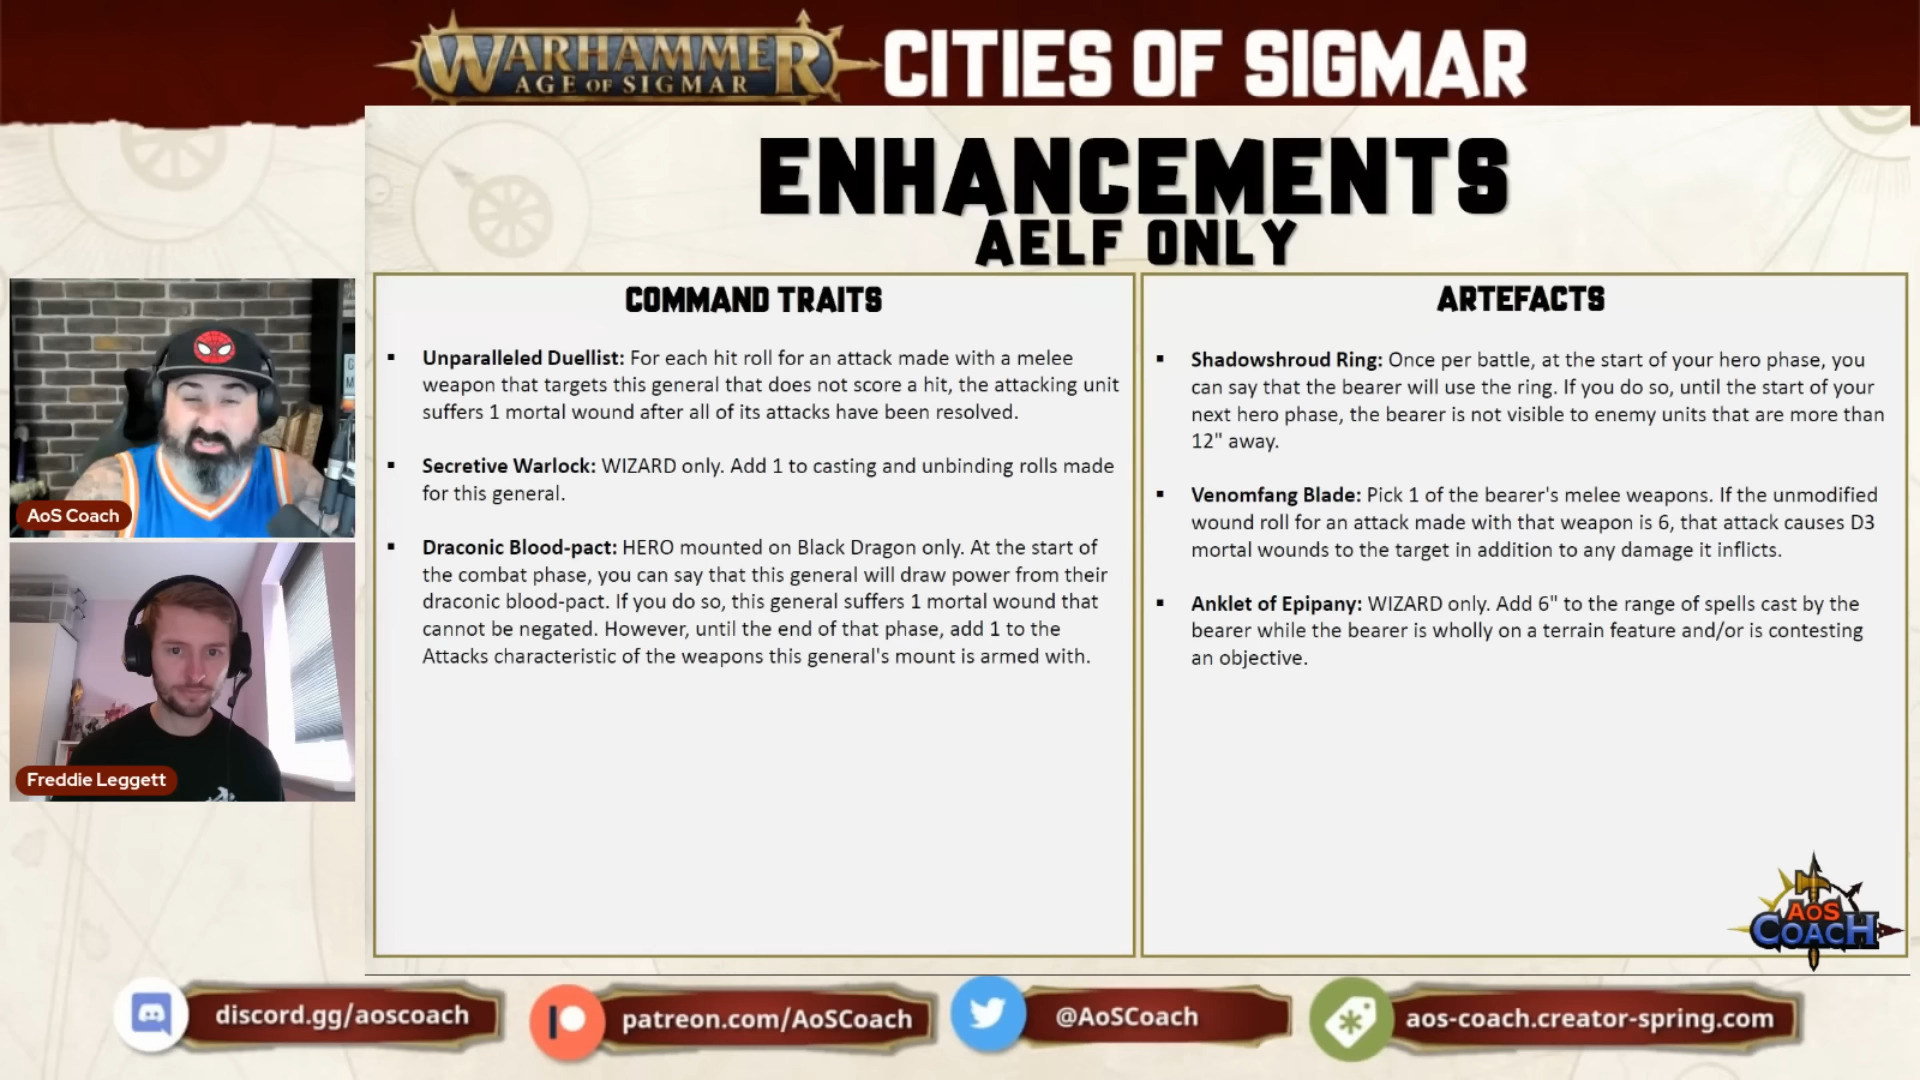 WARHAMMER
AGE OF SIGMAR
CITIES OF SIGMAR
ENHANCEMENTS
AELF ONLY
COMMAND TRAITS
▪ Unparalleled Duellist: For each hit roll for an attack made with a melee
weapon that targets this general that does not score a hit, the attacking unit
suffers 1 mortal wound after all of its attacks have been resolved.
▪ Secretive Warlock: WIZARD only. Add 1 to casting and unbinding rolls made
for this general.
▪ Draconic Blood-pact: HERO mounted on Black Dragon only. At the start of
the combat phase, you can say that this general will draw power from their
draconic blood-pact. If you do so, this general suffers 1 mortal wound that
cannot be negated. However, until the end of that phase, add 1 to the
Attacks characteristic of the weapons this general's mount is armed with.
ARTEFACTS
▪ Shadowshroud Ring: Once per battle, at the start of your hero phase, you
can say that the bearer will use the ring. If you do so, until the start of your
next hero phase, the bearer is not visible to enemy units that are more than
12" away.
▪ Venomfang Blade: Pick 1 of the bearer's melee weapons. If the unmodified
wound roll for an attack made with that weapon is 6, that attack causes D3
mortal wounds to the target in addition to any damage it inflicts.
▪ Anklet of Epipany: WIZARD only. Add 6" to the range of spells cast by the
bearer while the bearer is wholly on a terrain feature and/or is contesting
an objective.
AoS Coach
Freddie Leggett
AoS
COACH
discord.gg/aoscoach
patreon.com/AoSCoach
@AoSCoach
aos-coach.creator-spring.com